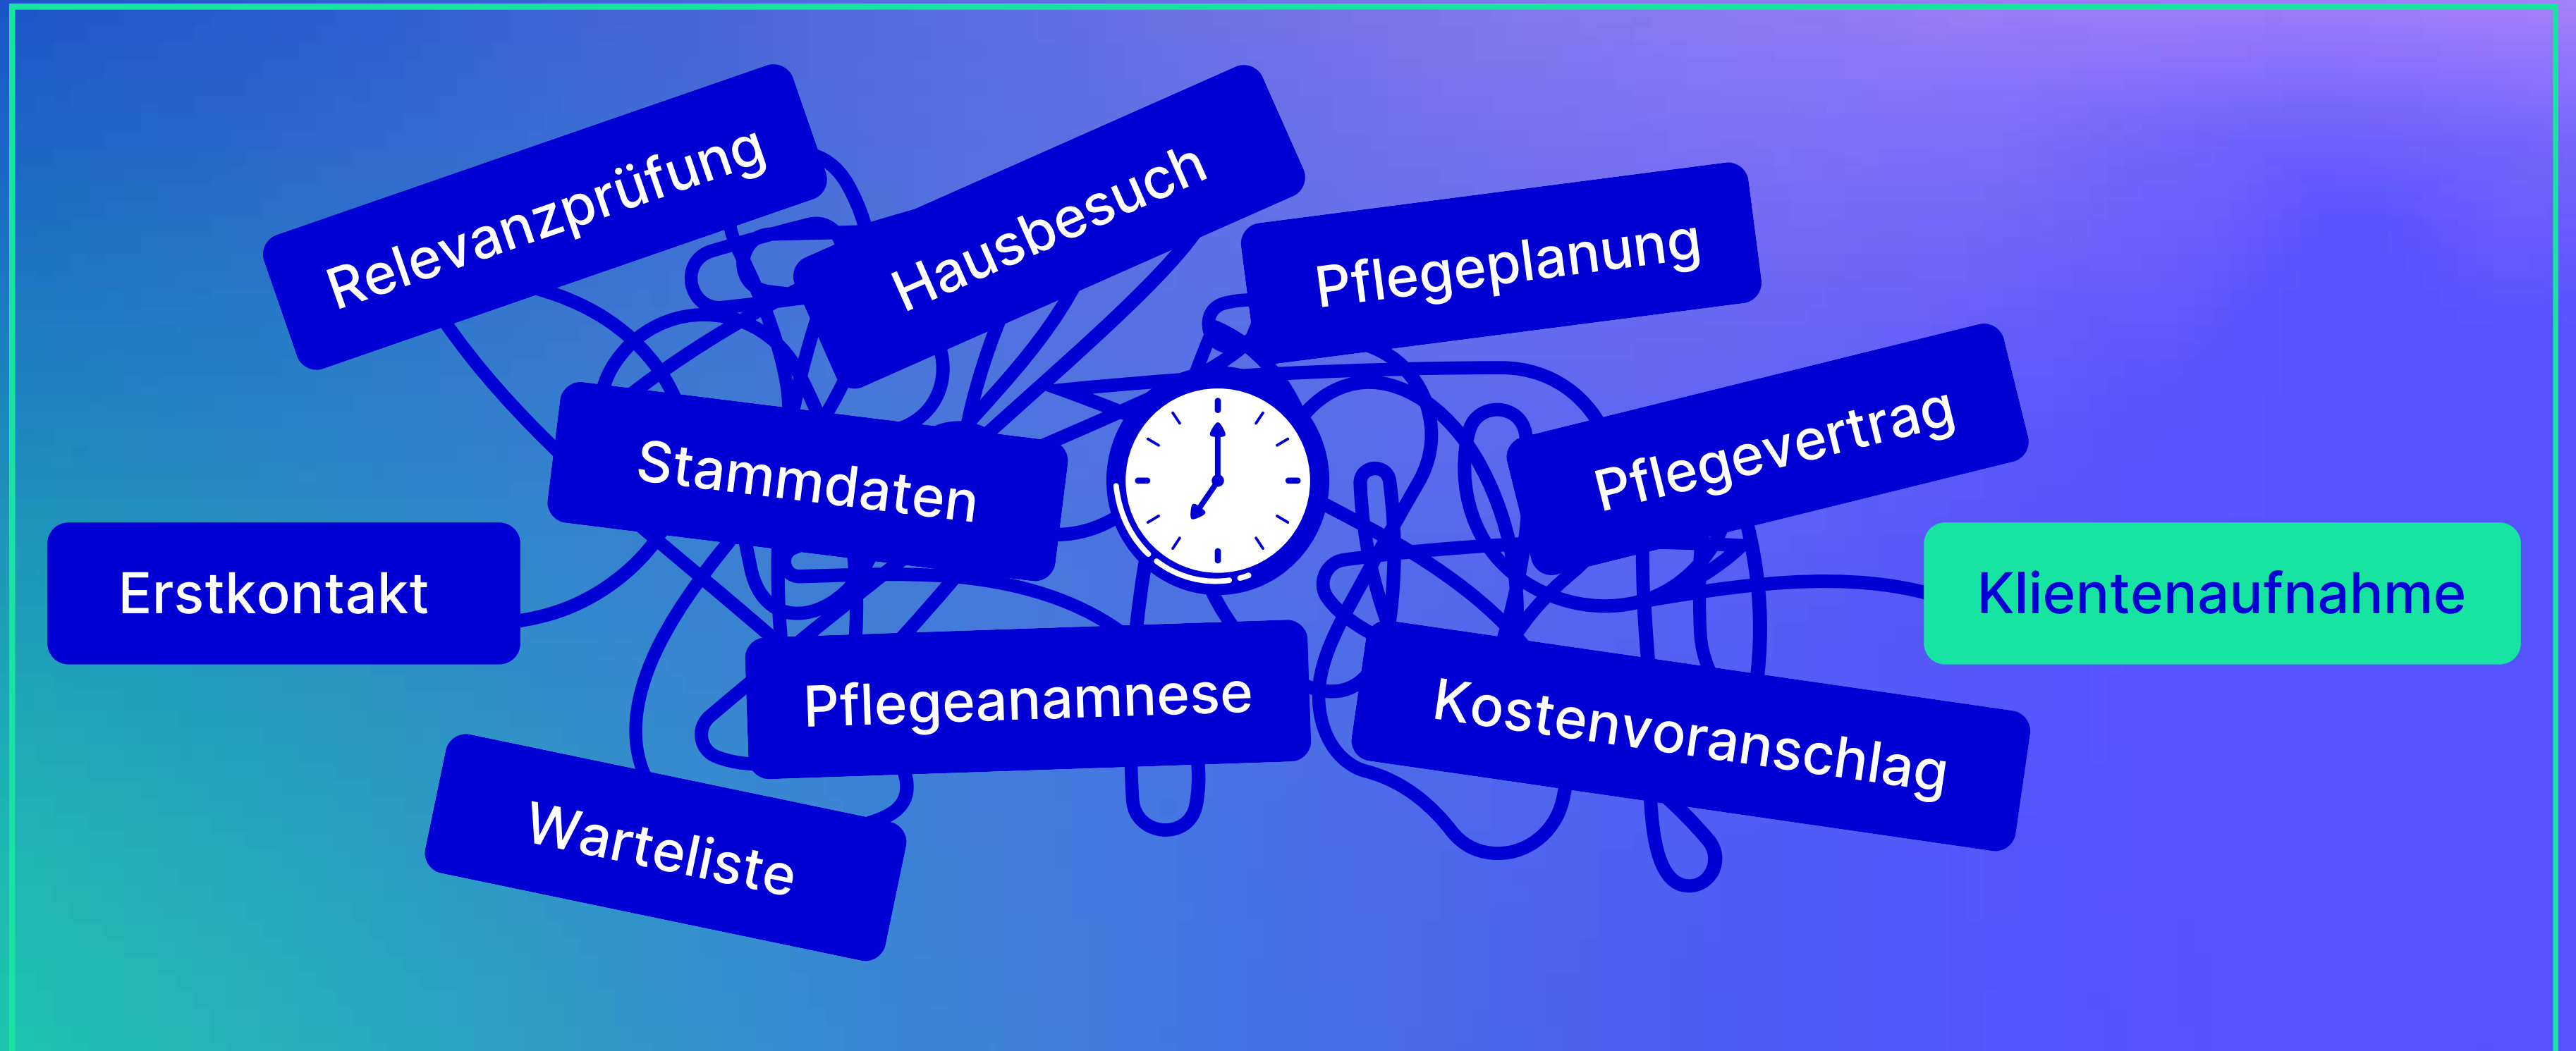 Relevanzprüfung
Hausbesuch
Pflegeplanung
Stammdaten
Pflegevertrag
Erstkontakt
Klientenaufnahme
Pflegeanamnese
Kostenvoranschlag
Warteliste